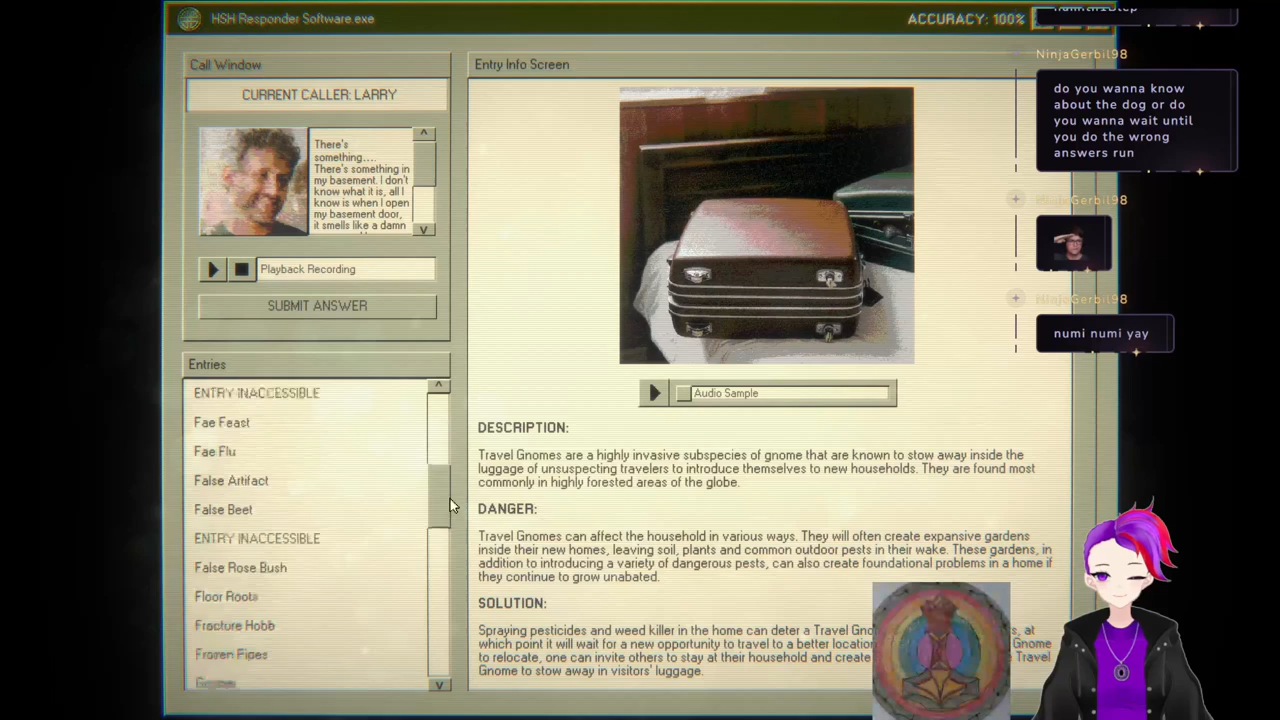 HSH Responder Software.exe
ACCURACY: 100%
Call Window
CURRENT CALLER: LARRY
There's
something....
There's something in
my basement. I don't
know what it is, all I
know is when I open
my basement door,
it smells like a damn
Playback Recording
SUBMIT ANSWER
Entries
ENTRY INACCESSIBLE
Fae Feast
Fae Flu
False Artifact
False Beet
ENTRY INACCESSIBLE
False Rose Bush
Floor Roots
Fracture Hobb
Frozen Pipes
Entry Info Screen
Audio Sample
DESCRIPTION:
Travel Gnomes are a highly invasive subspecies of gnome that are known to stow away inside the
luggage of unsuspecting travelers to introduce themselves to new households. They are found most
commonly in highly forested areas of the globe.
DANGER:
Travel Gnomes can affect the household in various ways. They will often create expansive gardens
inside their new homes, leaving soil, plants and common outdoor pests in their wake. These gardens, in
addition to introducing a variety of dangerous pests, can also create foundational problems in a home if
they continue to grow unabated.
SOLUTION:
Spraying pesticides and weed killer in the home can deter a Travel at
which point it will wait for a new opportunity to travel to a better Gnome
to relocate, one can invite others to stay at their household and create Travel
Gnome to stow away in visitors' luggage.
NinjaGerbil98
do you wanna know
about the dog or do
you wanna wait until
you do the wrong
answers run
NinjaGerbil98
NinjaGerbil98
numi numi yay